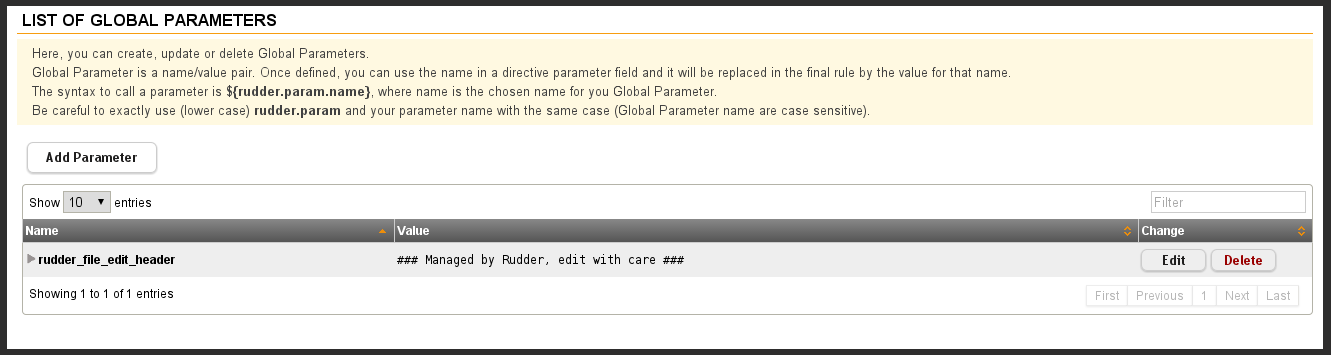 LIST OF GLOBAL PARAMETERS
Here, you can create, update or delete Global Parameters.
Global Parameter is a name/value pair. Once defined, you can use the name in a directive parameter field and it will be replaced in the final rule by the value for that name.
The syntax to call a parameter is ${rudder.param.name}, where name is the chosen name for you Global Parameter.
Be careful to exactly use (lower case) rudder.param and your parameter name with the same case (Global Parameter name are case sensitive).
Add Parameter
Show 10 entries Filter
Name Value Change
rudder_file_edit_header ### Managed by Rudder, edit with care ### Edit Delete
Showing 1 to 1 of 1 entries First Previous 1 Next Last